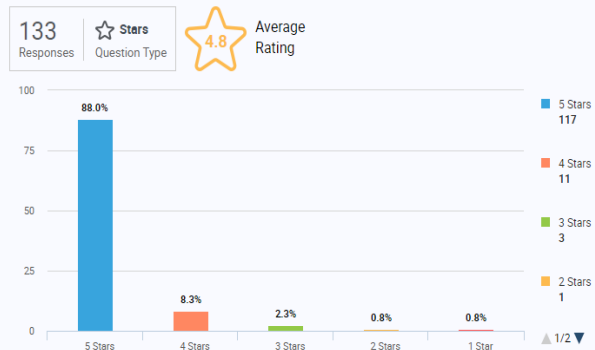 133
Responses
Stars
Question Type
4.8
Average
Rating
100
75
50
25
0
88.0%
8.3%
2.3%
0.8%
0.8%
5 Stars
4 Stars
3 Stars
2 Stars
1 Star
5 Stars
117
4 Stars
11
3 Stars
3
2 Stars
1
1/2